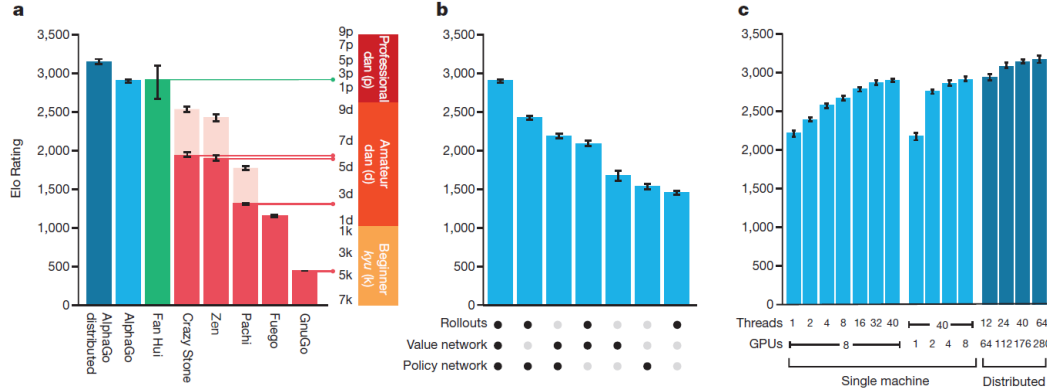 a
Elo Rating
3,500
3,000
2,500
2,000
1,500
1,000
500
0
AlphaGo
distributed
AlphaGo
Fan Hui
Crazy Stone
Zen
Pachi
Fuego
GnuGo
9p
7p
5p
3p
1p
9d
7d
5d
3d
1d
1k
3k
5k
7k
Professional
dan (p)
Amateur
dan (d)
Beginner
kyu (k)
b
3,500
3,000
2,500
2,000
1,500
1,000
500
0
Rollouts
Value network
Policy network
c
3,500
3,000
2,500
2,000
1,500
1,000
500
0
Threads 1 2 4 8 16 32 40 40 12 24 40 64
GPUs 8 1 2 4 8 64 112 176 280
Single machine Distributed